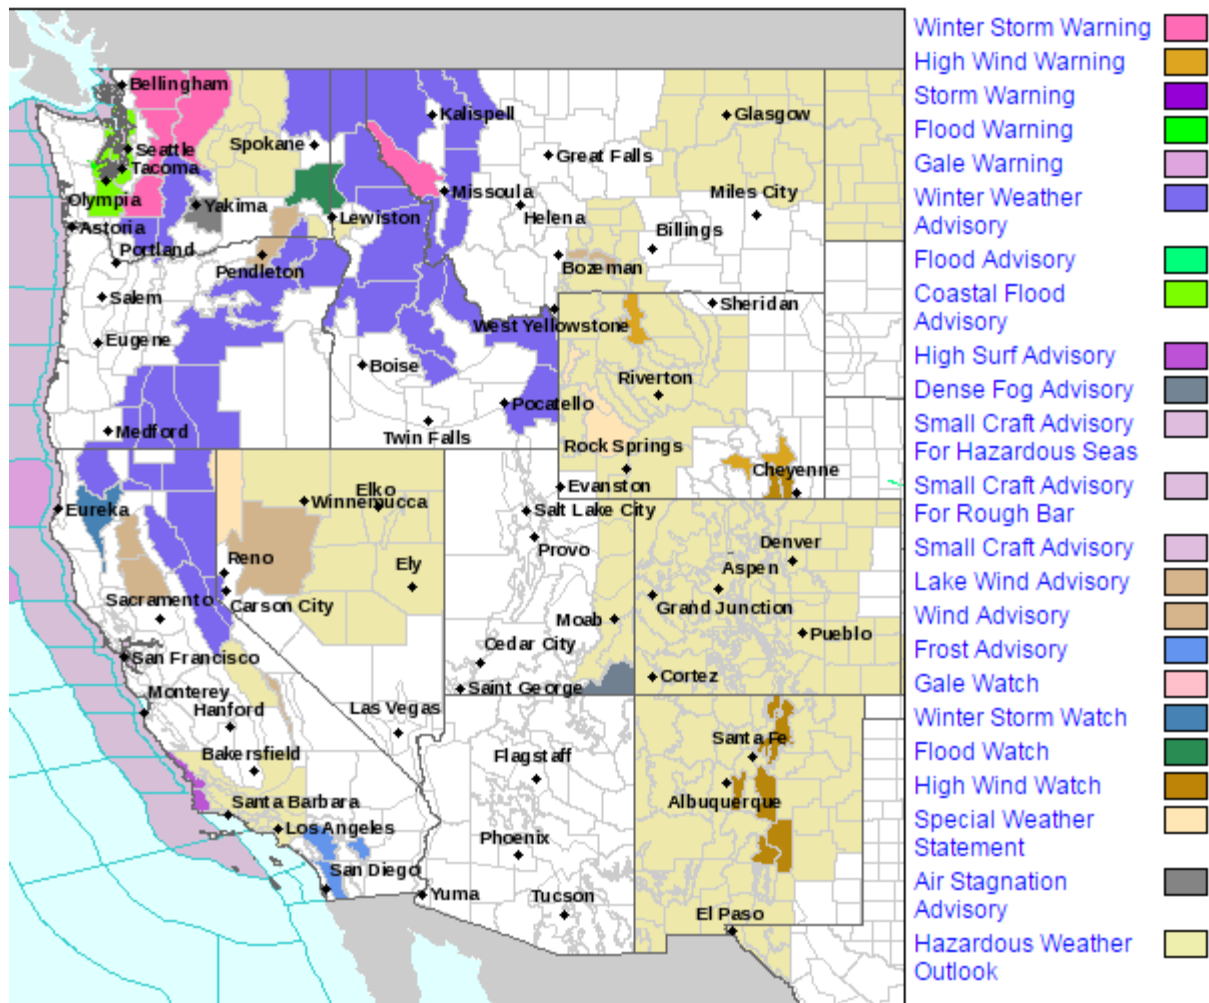 Bellingham
Seattle
Tacoma
Olympia
Yakima
Astoria
Portland
Spokane
Lewiston
Pendleton
Salem
Eugene
Medford
Kalispell
Missoula
Great Falls
Helena
Bozeman
Billings
Glasgow
Miles City
West Yellowstone
Sheridan
Boise
Pocatello
Twin Falls
Riverton
Rock Springs
Cheyenne
Evanston
Eureka
Elko
Winnemucca
Reno
Carson City
Ely
Sacramento
San Francisco
Monterey
Hanford
Las Vegas
Bakersfield
Santa Barbara
Los Angeles
San Diego
Salt Lake City
Provo
Moab
Cedar City
Saint George
Denver
Aspen
Grand Junction
Pueblo
Cortez
Flagstaff
Phoenix
Yuma
Tucson
Santa Fe
Albuquerque
El Paso
Winter Storm Warning
High Wind Warning
Storm Warning
Flood Warning
Gale Warning
Winter Weather
Advisory
Flood Advisory
Coastal Flood
Advisory
High Surf Advisory
Dense Fog Advisory
Small Craft Advisory
For Hazardous Seas
Small Craft Advisory
For Rough Bar
Small Craft Advisory
Lake Wind Advisory
Wind Advisory
Frost Advisory
Gale Watch
Winter Storm Watch
Flood Watch
High Wind Watch
Special Weather
Statement
Air Stagnation
Advisory
Hazardous Weather
Outlook